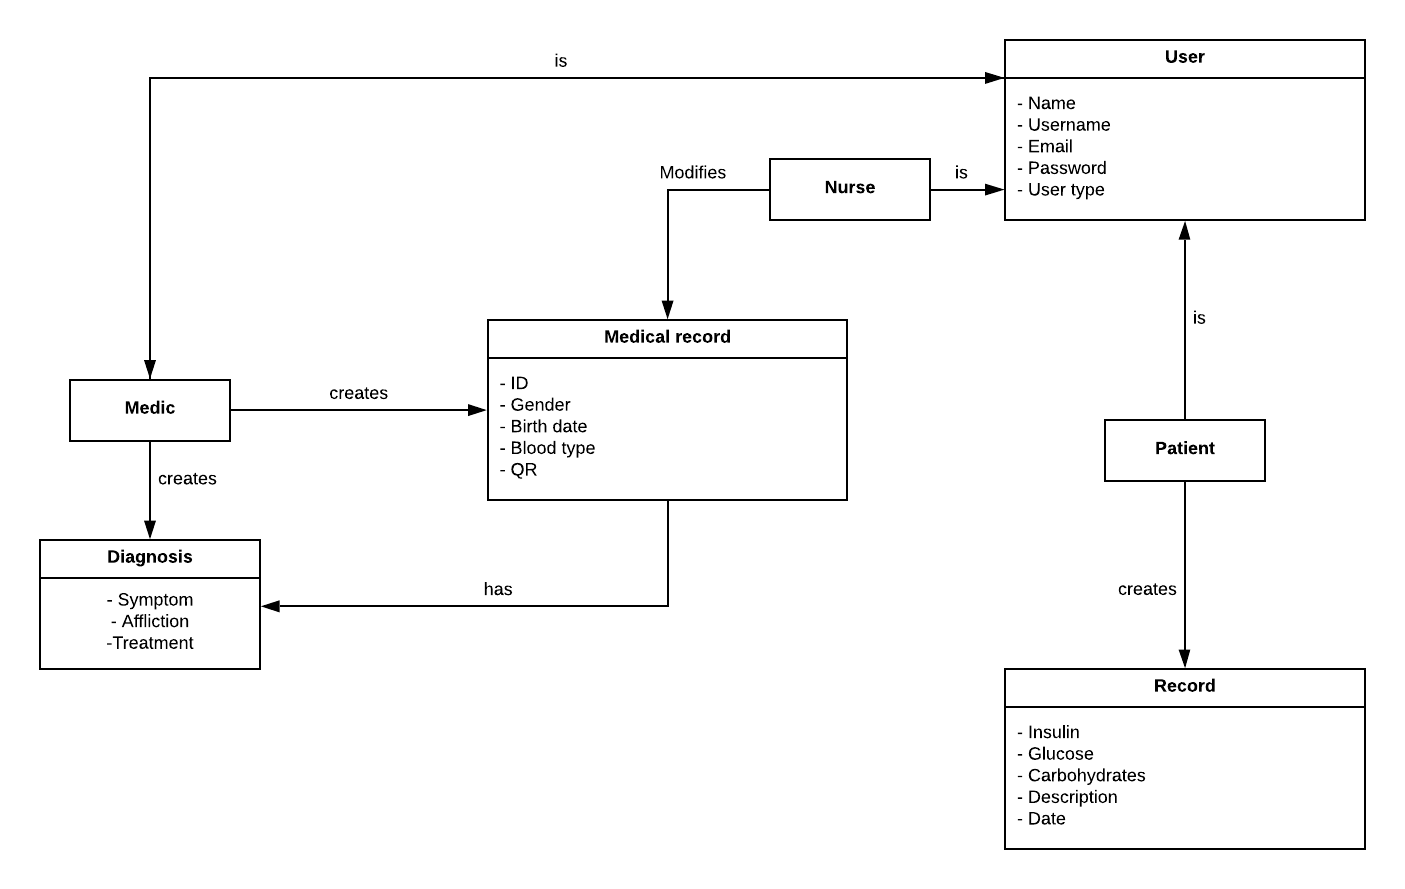 is
User
- Name
- Username
- Email
- Password
- User type
Modifies
Nurse
is
is
Medical record
- ID
- Gender
- Birth date
- Blood type
- QR
Medic
creates
creates
Patient
Diagnosis
- Symptom
- Affliction
-Treatment
has
creates
Record
- Insulin
- Glucose
- Carbohydrates
- Description
- Date